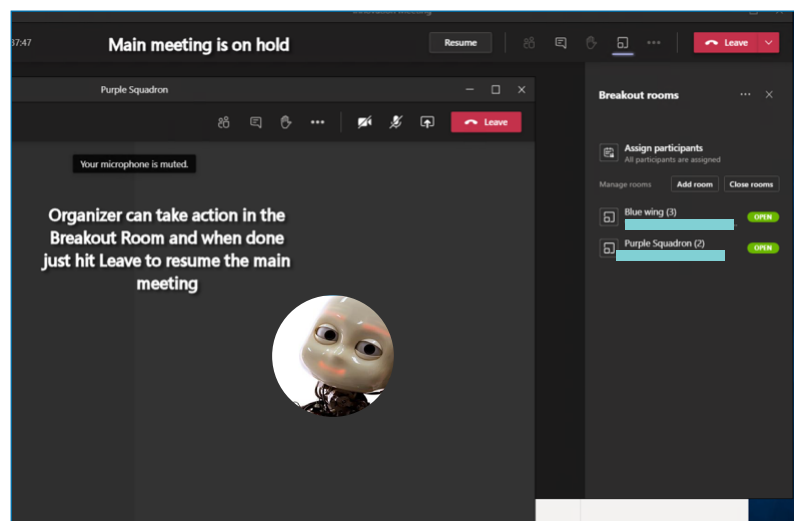 37:47
Main meeting is on hold
Resume
Leave
Purple Squadron
Leave
Your microphone is muted.
Organizer can take action in the
Breakout Room and when done
just hit Leave to resume the main
meeting
Breakout rooms
Assign participants
All participants are assigned
Manage rooms
Add room
Close rooms
Blue wing (3)
OPEN
Purple Squadron (2)
OPEN